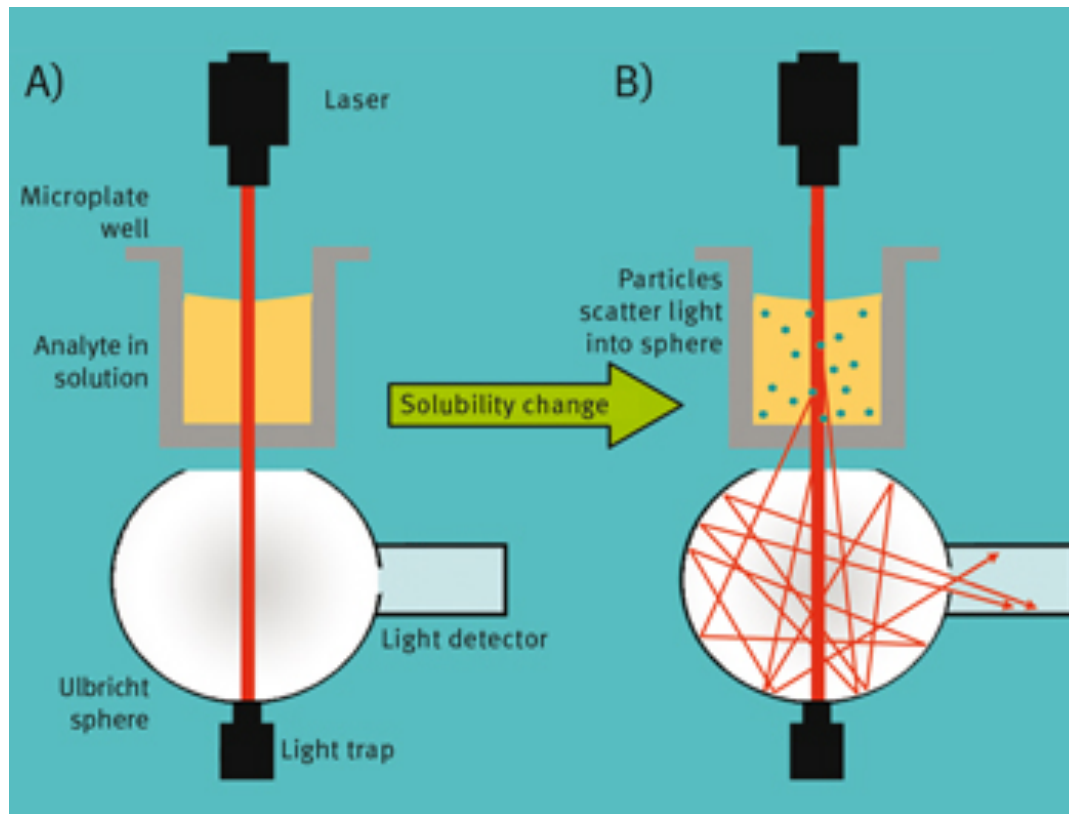 A)
Laser
Microplate
well
Analyte in
solution
Ulbricht
sphere
Light trap
Light detector
Solubility change
B)
Particles
scatter light
into sphere